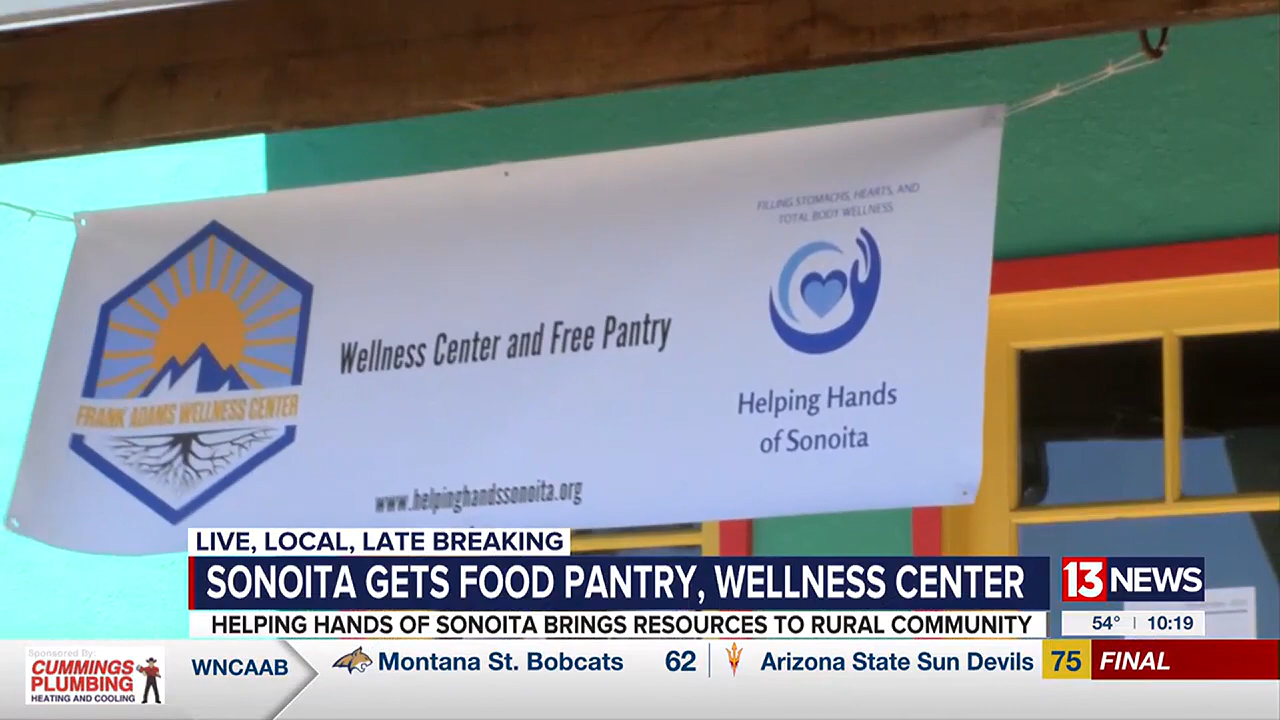 FILLING STOMACHS, HEARTS, AND
TOTAL BODY WELLNESS
Wellness Center and Free Pantry
FRANK ADAMS WELLNESS CENTER
Helping Hands
of Sonoita
www.helpinghandssonoita.org
LIVE, LOCAL, LATE BREAKING
SONOITA GETS FOOD PANTRY, WELLNESS CENTER
13 NEWS
HELPING HANDS OF SONOITA BRINGS RESOURCES TO RURAL COMMUNITY
54° 10:19
Sponsored By:
CUMMINGS
PLUMBING
HEATING AND COOLING
WNCAAB
Montana St. Bobcats 62 Arizona State Sun Devils 75 FINAL